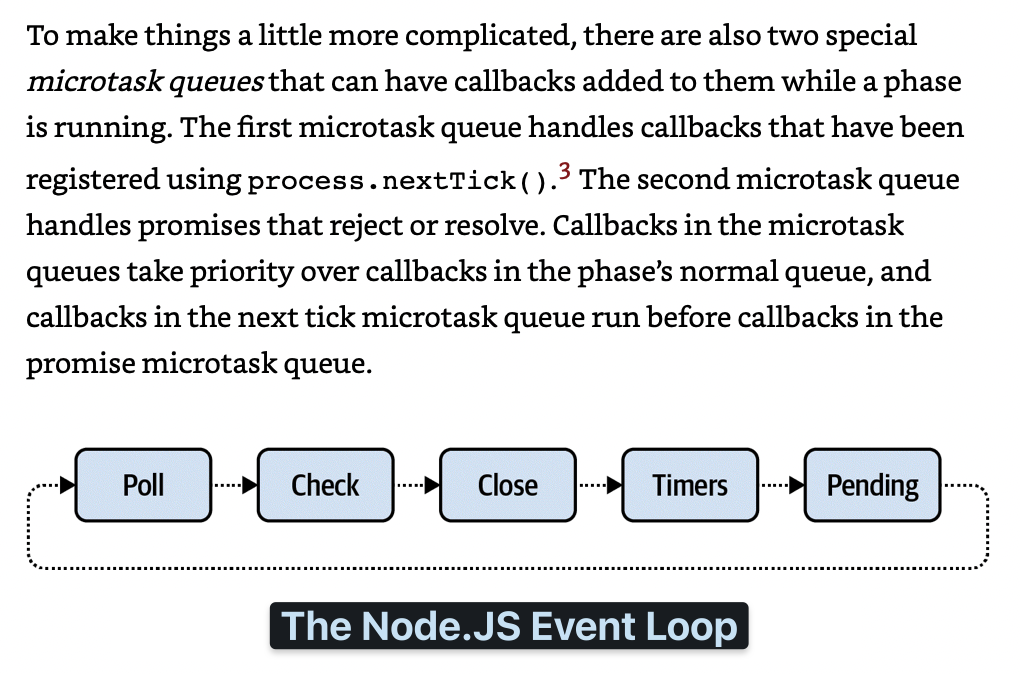 To make things a little more complicated, there are also two special
microtask queues that can have callbacks added to them while a phase
is running. The first microtask queue handles callbacks that have been
registered using process.nextTick().3 The second microtask queue
handles promises that reject or resolve. Callbacks in the microtask
queues take priority over callbacks in the phase’s normal queue, and
callbacks in the next tick microtask queue run before callbacks in the
promise microtask queue.
Poll Check Close Timers Pending
The Node.JS Event Loop